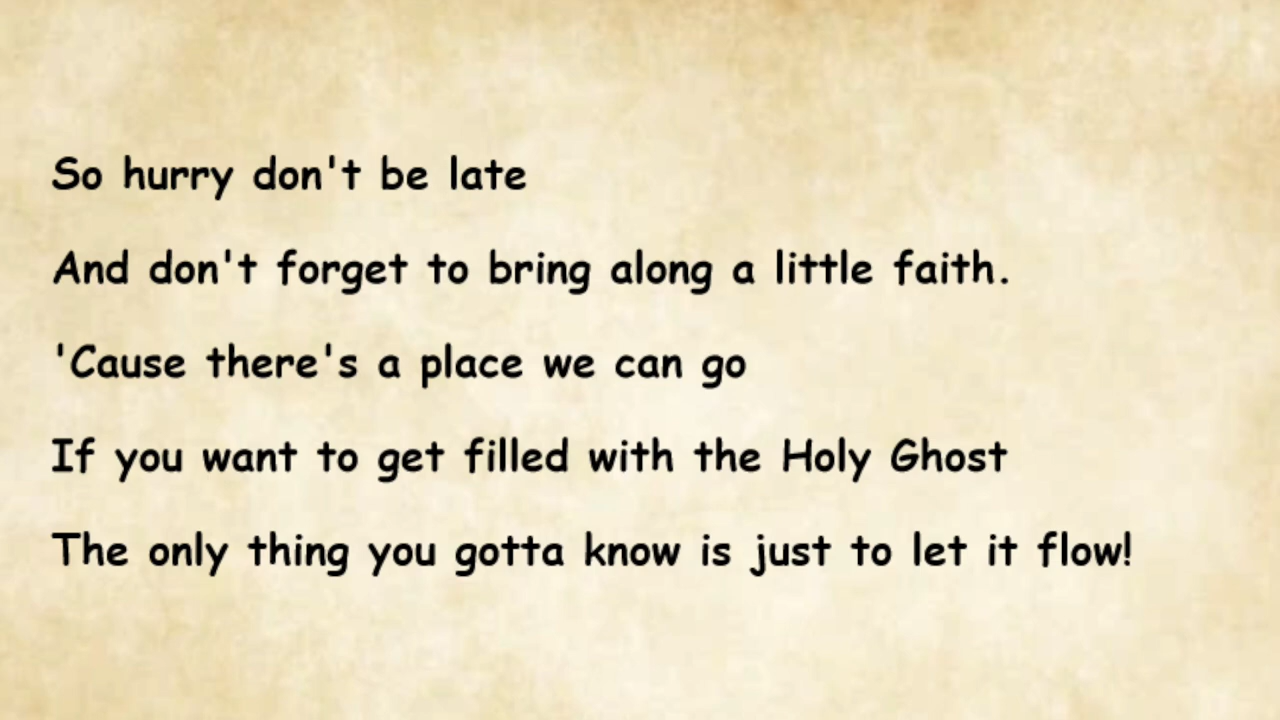 So hurry don't be late
And don't forget to bring along a little faith.
'Cause there's a place we can go
If you want to get filled with the Holy Ghost
The only thing you gotta know is just to let it flow!